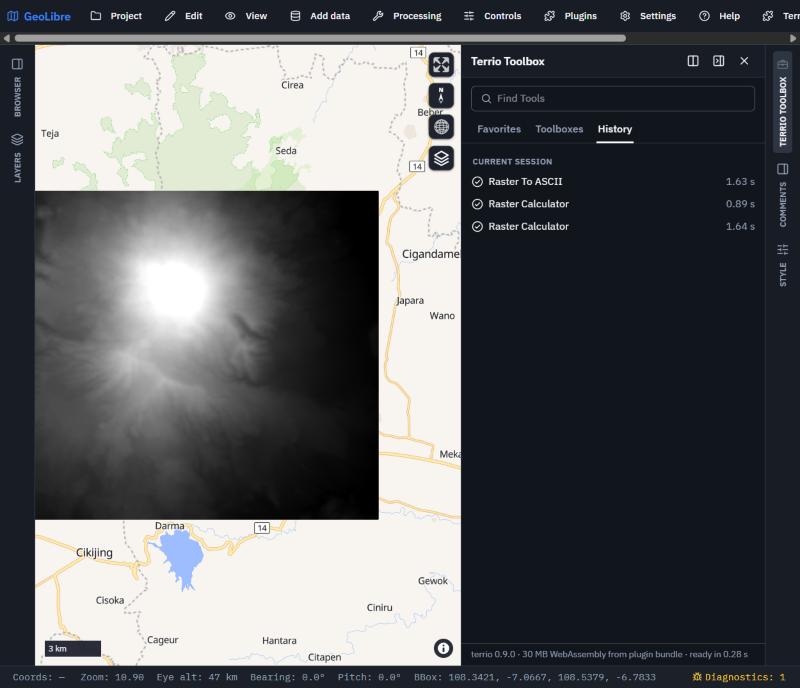 GeoLibre Project Edit View Add data Processing Controls Plugins Settings Help Terr
BROWSER
LAYERS
14
Cirea
Beber
Teja
Seda
14
Cigandame
Japara
Wano
Meka
Darma
14
Cikijing
Gewok
Cisoka
Ciniru
Cageur
Hantara
Citapen
3 km
N
Terrio Toolbox
Find Tools
Favorites Toolboxes History
CURRENT SESSION
Raster To ASCII 1.63 s
Raster Calculator 0.89 s
Raster Calculator 1.64 s
terrio 0.9.0 · 30 MB WebAssembly from plugin bundle · ready in 0.28 s
TERRIO TOOLBOX
COMMENTS
STYLE
Coords: — Zoom: 10.90 Eye alt: 47 km Bearing: 0.0° Pitch: 0.0° BBox: 108.3421, -7.0667, 108.5379, -6.7833 Diagnostics: 1